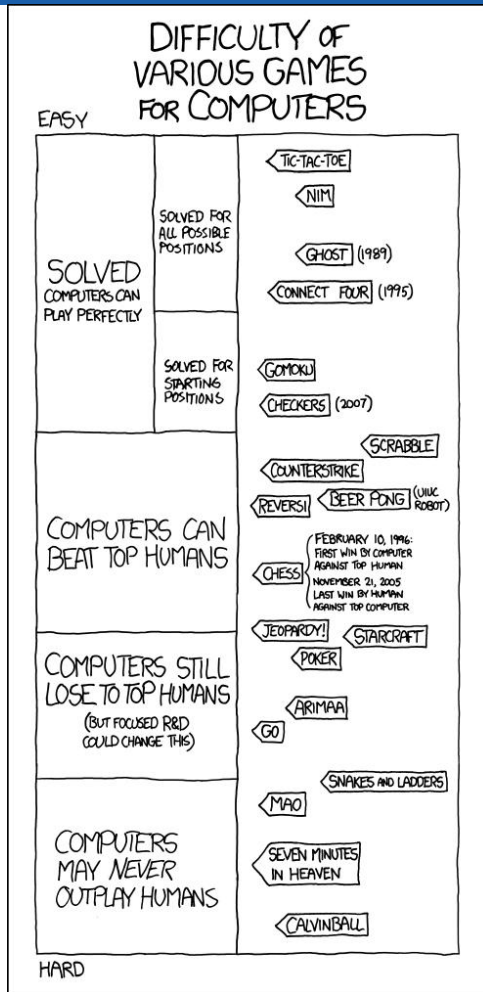 DIFFICULTY OF
VARIOUS GAMES
FOR COMPUTERS
EASY
SOLVED
COMPUTERS CAN
PLAY PERFECTLY
SOLVED FOR
ALL POSSIBLE
POSITIONS
TIC-TAC-TOE
NIM
GHOST (1989)
CONNECT FOUR (1995)
SOLVED FOR
STARTING
POSITIONS
GOMOKU
CHECKERS (2007)
COMPUTERS CAN
BEAT TOP HUMANS
SCRABBLE
COUNTERSTRIKE
REVERSI
BEER PONG (UIUC
ROBOT)
CHESS
FEBRUARY 10, 1996:
FIRST WIN BY COMPUTER
AGAINST TOP HUMAN
NOVEMBER 21, 2005
LAST WIN BY HUMAN
AGAINST TOP COMPUTER
JEOPARDY!
STARCRAFT
COMPUTERS STILL
LOSE TO TOP HUMANS
(BUT FOCUSED R&D
COULD CHANGE THIS)
POKER
ARIMAA
GO
SNAKES AND LADDERS
COMPUTERS
MAY NEVER
OUTPLAY HUMANS
MAO
SEVEN MINUTES
IN HEAVEN
CALVINBALL
HARD